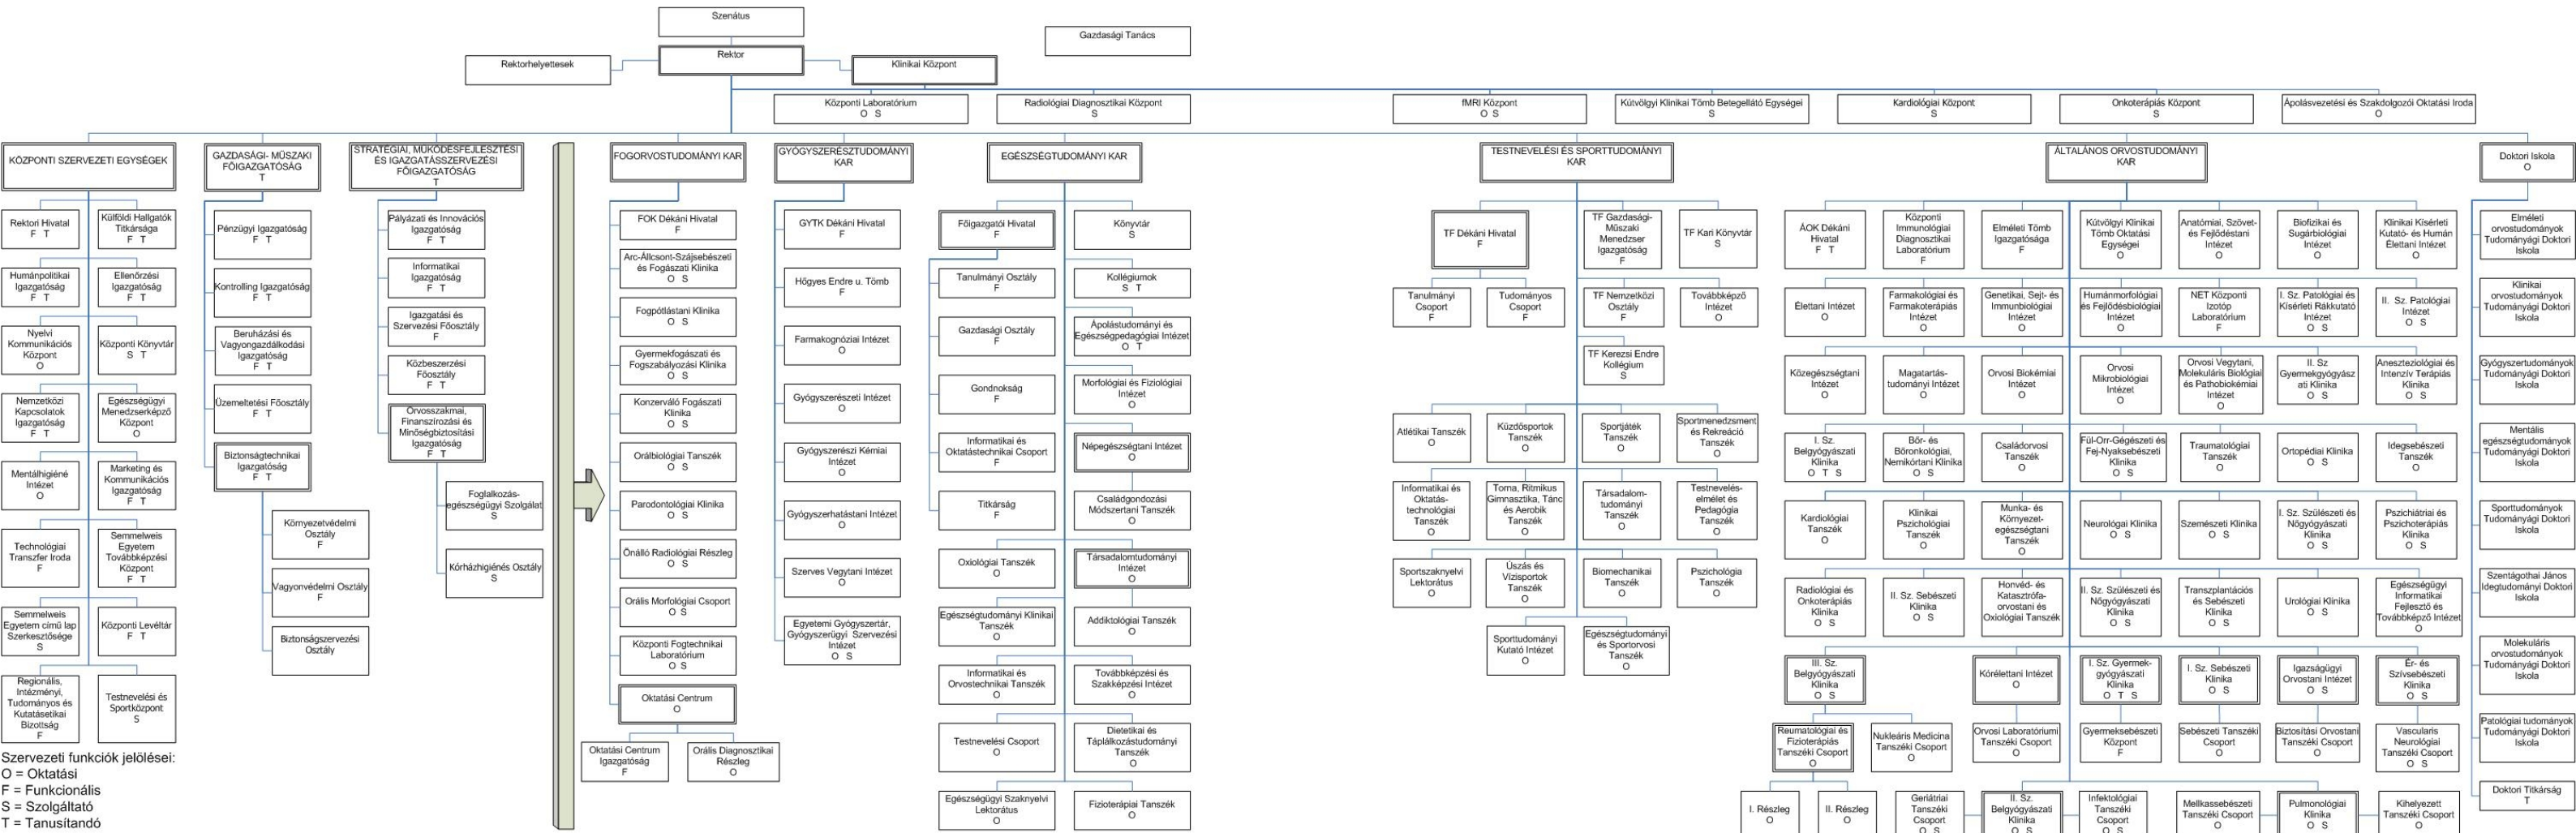 Szenátus
Gazdasági Tanács
Rektor
Rektorhelyettesek
Klinikai Központ
Központi Laboratórium
O S
Radiológiai Diagnosztikai Központ
S
fMRI Központ
O S
Kútvölgyi Klinikai Tömb Betegellátó Egységei
S
Kardiológiai Központ
S
Onkoterápiás Központ
S
Ápolásvezetési és Szakdolgozói Oktatási Iroda
O
KÖZPONTI SZERVEZETI EGYSÉGEK
Rektori Hivatal
F T
Külföldi Hallgatók
Titkársága
F T
Humánpolitikai
Igazgatóság
F T
Ellenőrzési
Igazgatóság
F T
Nyelvi
Kommunikációs
Központ
O
Központi Könyvtár
S T
Nemzetközi
Kapcsolatok
Igazgatóság
F T
Egészségügyi
Menedzserképző
Központ
O
Mentálhigiéné
Intézet
O
Marketing és
Kommunikációs
Igazgatóság
F T
Technológiai
Transzfer Iroda
F
Semmelweis
Egyetem
Továbbképzési
Központ
F T
Semmelweis
Egyetem című lap
Szerkesztősége
S
Központi Levéltár
F T
Regionális,
Intézményi,
Tudományos és
Kutatásetikai
Bizottság
F
Testnevelési és
Sportközpont
S
Szervezeti funkciók jelölései:
O = Oktatási
F = Funkcionális
S = Szolgáltató
T = Tanusítandó
GAZDASÁGI- MŰSZAKI
FŐIGAZGATÓSÁG
T
Pénzügyi Igazgatóság
F T
Kontrolling Igazgatóság
F T
Beruházási és
Vagyongazdálkodási
Igazgatóság
F T
Üzemeltetési Főosztály
F T
Biztonságtechnikai
Igazgatóság
F T
Környezetvédelmi
Osztály
F
Vagyonvédelmi Osztály
F
Biztonságszervezési
Osztály
STRATÉGIAI, MŰKÖDÉSFEJLESZTÉSI
ÉS IGAZGATÁSSZERVEZÉSI
FŐIGAZGATÓSÁG
T
Pályázati és Innovációs
Igazgatóság
F T
Informatikai
Igazgatóság
F T
Igazgatási és
Szervezési Főosztály
F
Közbeszerzési
Főosztály
F T
Orvosszakmai,
Finanszírozási és
Minőségbiztosítási
Igazgatóság
F T
Foglalkozás-
egészségügyi Szolgálat
S
Kórházhigiénés Osztály
S
FOGORVOSTUDOMÁNYI KAR
FOK Dékáni Hivatal
F
Arc-Állcsont-Szájsebészeti
és Fogászati Klinika
O S
Fogpótlástani Klinika
O S
Gyermekfogászati és
Fogszabályozási Klinika
O S
Konzerváló Fogászati
Klinika
O S
Orálbiológiai Tanszék
O S
Parodontológiai Klinika
O S
Önálló Radiológiai Részleg
O S
Orális Morfológiai Csoport
O S
Központi Fogtechnikai
Laboratórium
O S
Oktatási Centrum
O
Oktatási Centrum
Igazgatóság
F
Orális Diagnosztikai
Részleg
O
GYÓGYSZERÉSZTUDOMÁNYI
KAR
GYTK Dékáni Hivatal
F
Hőgyes Endre u. Tömb
F
Farmakognóziai Intézet
O
Gyógyszerészeti Intézet
O
Gyógyszerészi Kémiai
Intézet
O
Gyógyszerhatástani Intézet
O
Szerves Vegytani Intézet
O
Egyetemi Gyógyszertár,
Gyógyszerügyi Szervezési
Intézet
O S
EGÉSZSÉGTUDOMÁNYI KAR
Főigazgatói Hivatal
F
Könyvtár
S
Tanulmányi Osztály
F
Kollégiumok
S T
Gazdasági Osztály
F
Ápolástudományi és
Egészségpedagógiai Intézet
O T
Gondnokság
F
Morfológiai és Fiziológiai
Intézet
O
Informatikai és
Oktatástechnikai Csoport
F
Népegészségtani Intézet
O
Titkárság
F
Családgondozási
Módszertani Tanszék
O
Oxiológiai Tanszék
O
Társadalomtudományi
Intézet
O
Egészségtudományi Klinikai
Tanszék
O
Addiktológiai Tanszék
O
Informatikai és
Orvostechnikai Tanszék
O
Továbbképzési és
Szakképzési Intézet
O
Testnevelési Csoport
O
Dietetikai és
Táplálkozástudományi
Tanszék
O
Egészségügyi Szaknyelvi
Lektorátus
O
Fizioterápiai Tanszék
O
TESTNEVELÉSI ÉS SPORTTUDOMÁNYI
KAR
TF Dékáni Hivatal
F
TF Gazdasági-
Műszaki
Menedzser
Igazgatóság
F
TF Kari Könyvtár
S
Tanulmányi
Csoport
F
Tudományos
Csoport
F
TF Nemzetközi
Osztály
F
Továbbképző
Intézet
O
TF Kerezsi Endre
Kollégium
S
Atlétikai Tanszék
O
Küzdősportok
Tanszék
O
Sportjáték
Tanszék
O
Sportmenedzsment
és Rekreáció
Tanszék
O
Informatikai és
Oktatás-
technológiai
Tanszék
O
Torna, Ritmikus
Gimnasztika, Tánc
és Aerobik
Tanszék
O
Társadalom-
tudományi
Tanszék
O
Testnevelés-
elmélet és
Pedagógia
Tanszék
O
Sportszaknyelvi
Lektorátus
O
Úszás és
Vízisportok
Tanszék
O
Biomechanikai
Tanszék
O
Pszichológia
Tanszék
O
Sporttudományi
Kutató Intézet
O
Egészségtudományi
és Sportorvosi
Tanszék
O
ÁLTALÁNOS ORVOSTUDOMÁNYI
KAR
ÁOK Dékáni
Hivatal
F T
Központi
Immunológiai
Diagnosztikai
Laboratórium
F
Elméleti Tömb
Igazgatósága
F
Kútvölgyi Klinikai
Tömb Oktatási
Egységei
O
Anatómiai, Szövet-
és Fejlődéstani
Intézet
O
Biofizikai és
Sugárbiológiai
Intézet
O
Klinikai Kísérleti
Kutató- és Humán
Élettani Intézet
O
Élettani Intézet
O
Farmakológiai és
Farmakoterápiás
Intézet
O
Genetikai, Sejt- és
Immunbiológiai
Intézet
O
Humánmorfológiai
és Fejlődésbiológiai
Intézet
O
NET Központi
Izotóp
Laboratórium
F
I. Sz. Patológiai és
Kísérleti Rákkutató
Intézet
O S
II. Sz. Patológiai
Intézet
O S
Közegészségtani
Intézet
O
Magatartás-
tudományi Intézet
O
Orvosi Biokémiai
Intézet
O
Orvosi
Mikrobiológiai
Intézet
O
Orvosi Vegytani,
Molekuláris Biológiai
és Pathobiokémiai
Intézet
O
II. Sz
Gyermekgyógyász
ati Klinika
O S
Aneszteziológiai és
Intenzív Terápiás
Klinika
O S
I. Sz.
Belgyógyászati
Klinika
O T S
Bőr- és
Bőronkológiai,
Nemikórtani Klinika
O S
Családorvosi
Tanszék
O
Fül-Orr-Gégészeti és
Fej-Nyaksebészeti
Klinika
O S
Traumatológiai
Tanszék
O
Ortopédiai Klinika
O S
Idegsebészeti
Tanszék
O
Kardiológiai
Tanszék
O
Klinikai
Pszichológiai
Tanszék
O
Munka- és
Környezet-
egészségtani
Tanszék
O
Neurológai Klinika
O S
Szemészeti Klinika
O S
I. Sz. Szülészeti és
Nőgyógyászati
Klinika
O S
Pszichiátriai és
Pszichoterápiás
Klinika
O S
Radiológiai és
Onkoterápiás
Klinika
O S
II. Sz. Sebészeti
Klinika
O S
Honvéd- és
Katasztrófa-
orvostani és
Oxiológiai Tanszék
II. Sz. Szülészeti és
Nőgyógyászati
Klinika
O S
Transzplantációs
és Sebészeti
Klinika
O S
Urológiai Klinika
O S
Egészségügyi
Informatikai
Fejlesztő és
Továbbképző Intézet
O
III. Sz.
Belgyógyászati
Klinika
O S
Kórélettani Intézet
O
I. Sz. Gyermek-
gyógyászati
Klinika
O T S
I. Sz. Sebészeti
Klinika
O S
Igazságügyi
Orvostani Intézet
O S
Ér- és
Szívsebészeti
Klinika
O S
Reumatológiai és
Fizioterápiás
Tanszéki Csoport
O
Nukleáris Medicina
Tanszéki Csoport
O
Orvosi Laboratóriumi
Tanszéki Csoport
O
Gyermeksebészeti
Központ
F
Sebészeti Tanszéki
Csoport
O
Biztosítási Orvostani
Tanszéki Csoport
O
Vascularis
Neurológiai
Tanszéki Csoport
O S
I. Részleg
O
II. Részleg
O
Geriátriai
Tanszéki
Csoport
O S
II. Sz.
Belgyógyászati
Klinika
O S
Infektológiai
Tanszéki
Csoport
O S
Mellkassebészeti
Tanszéki Csoport
O
Pulmonológiai
Klinika
O S
Kihelyezett
Tanszéki Csoport
O
Doktori Iskola
O
Elméleti
orvostudományok
Tudományági Doktori
Iskola
Klinikai
orvostudományok
Tudományági Doktori
Iskola
Gyógyszertudományok
Tudományági Doktori
Iskola
Mentális
egészségtudományok
Tudományági Doktori
Iskola
Sporttudományok
Tudományági Doktori
Iskola
Szentágothai János
Idegtudományi Doktori
Iskola
Molekuláris
orvostudományok
Tudományági Doktori
Iskola
Patológiai tudományok
Tudományági Doktori
Iskola
Doktori Titkárság
T